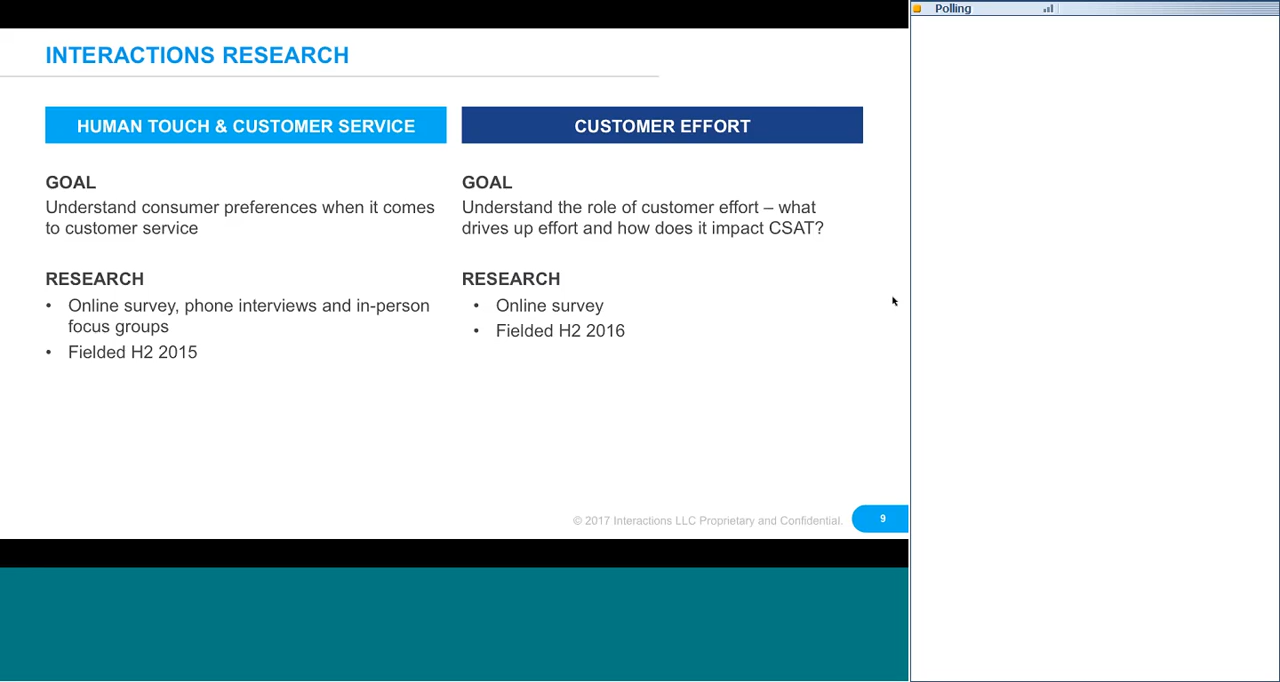 Polling
INTERACTIONS RESEARCH
HUMAN TOUCH & CUSTOMER SERVICE
GOAL
Understand consumer preferences when it comes
to customer service
RESEARCH
• Online survey, phone interviews and in-person
focus groups
• Fielded H2 2015
CUSTOMER EFFORT
GOAL
Understand the role of customer effort – what
drives up effort and how does it impact CSAT?
RESEARCH
• Online survey
• Fielded H2 2016
© 2017 Interactions LLC Proprietary and Confidential.
9